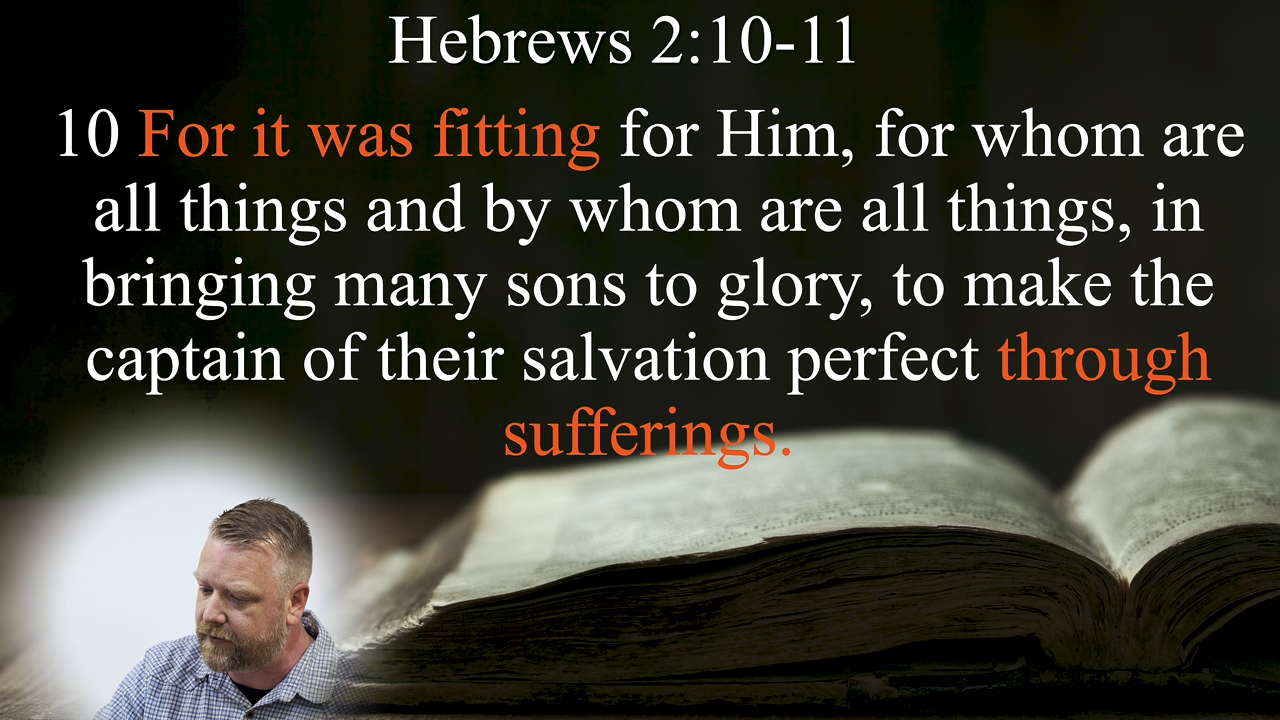 Hebrews 2:10-11
10 For it was fitting for Him, for whom are
all things and by whom are all things, in
bringing many sons to glory, to make the
captain of their salvation perfect through
sufferings.